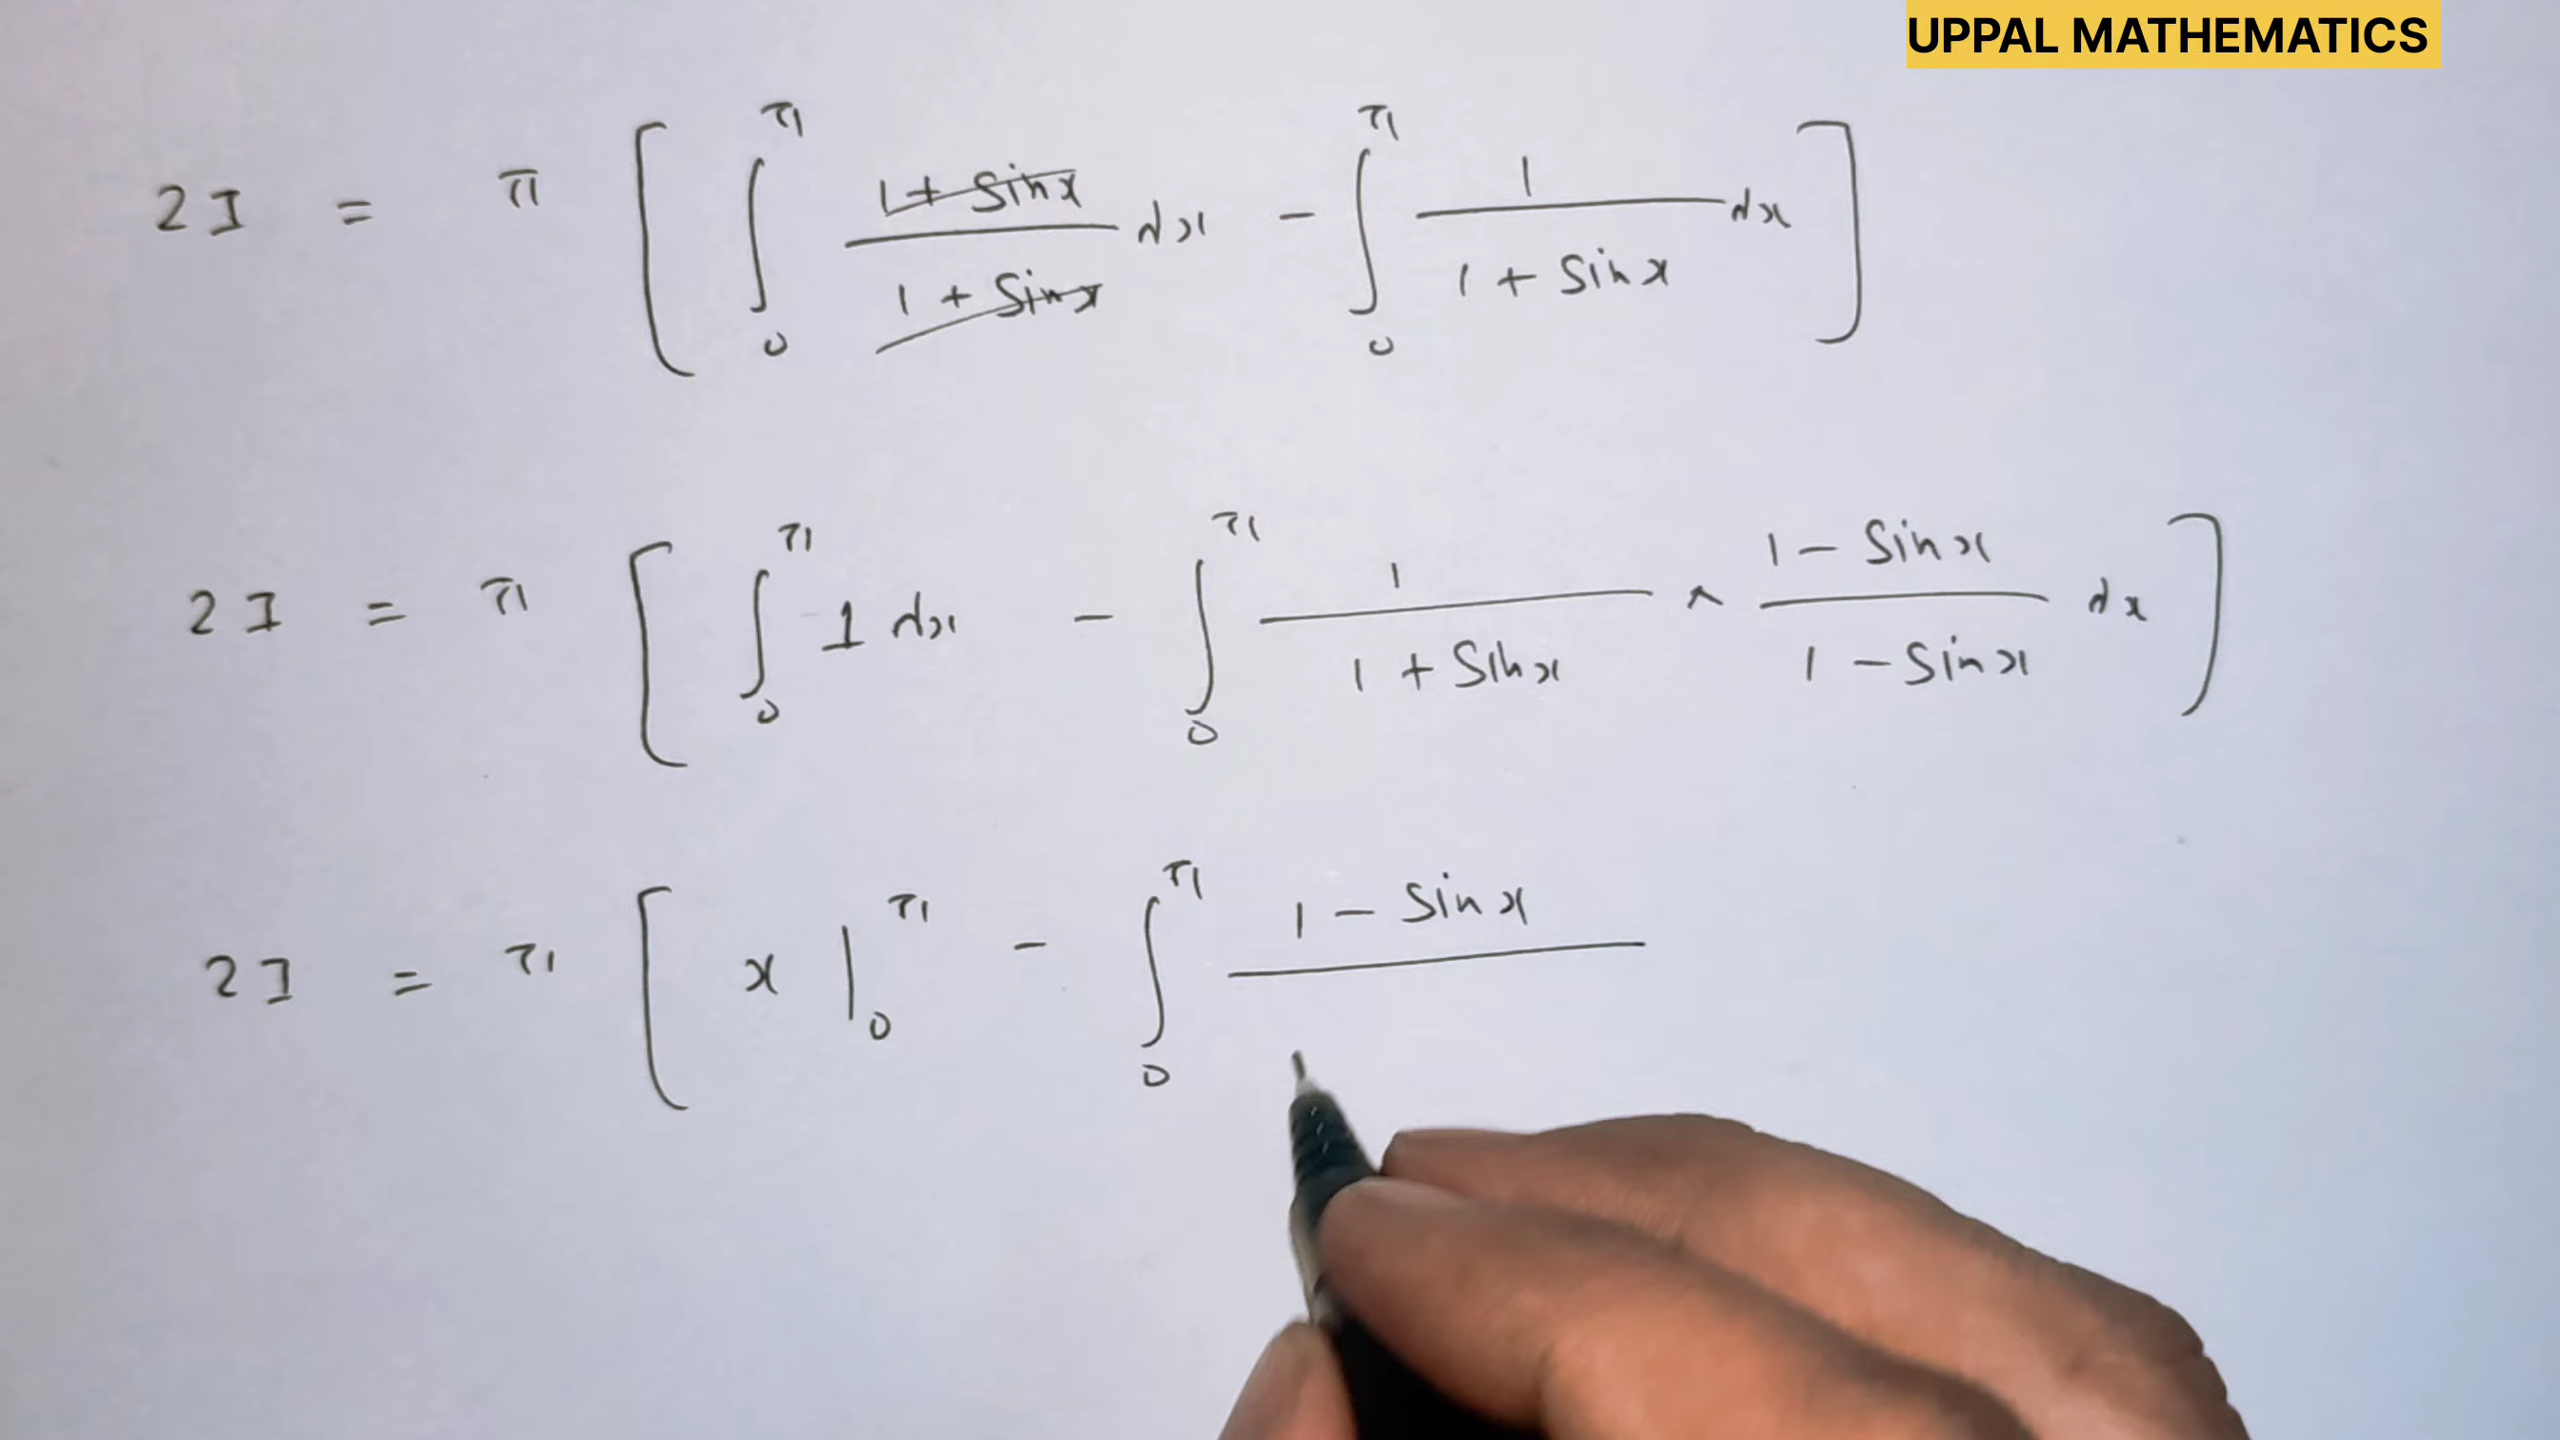 UPPAL MATHEMATICS
2I = π [ ∫₀^π (1 + Sin x)/(1 + Sin x) dx − ∫₀^π 1/(1 + Sin x) dx ]
2I = π [ ∫₀^π 1 dx − ∫₀^π 1/(1 + Sin x) × (1 − Sin x)/(1 − Sin x) dx ]
2I = π [ x |₀^π − ∫₀^π (1 − Sin x)/